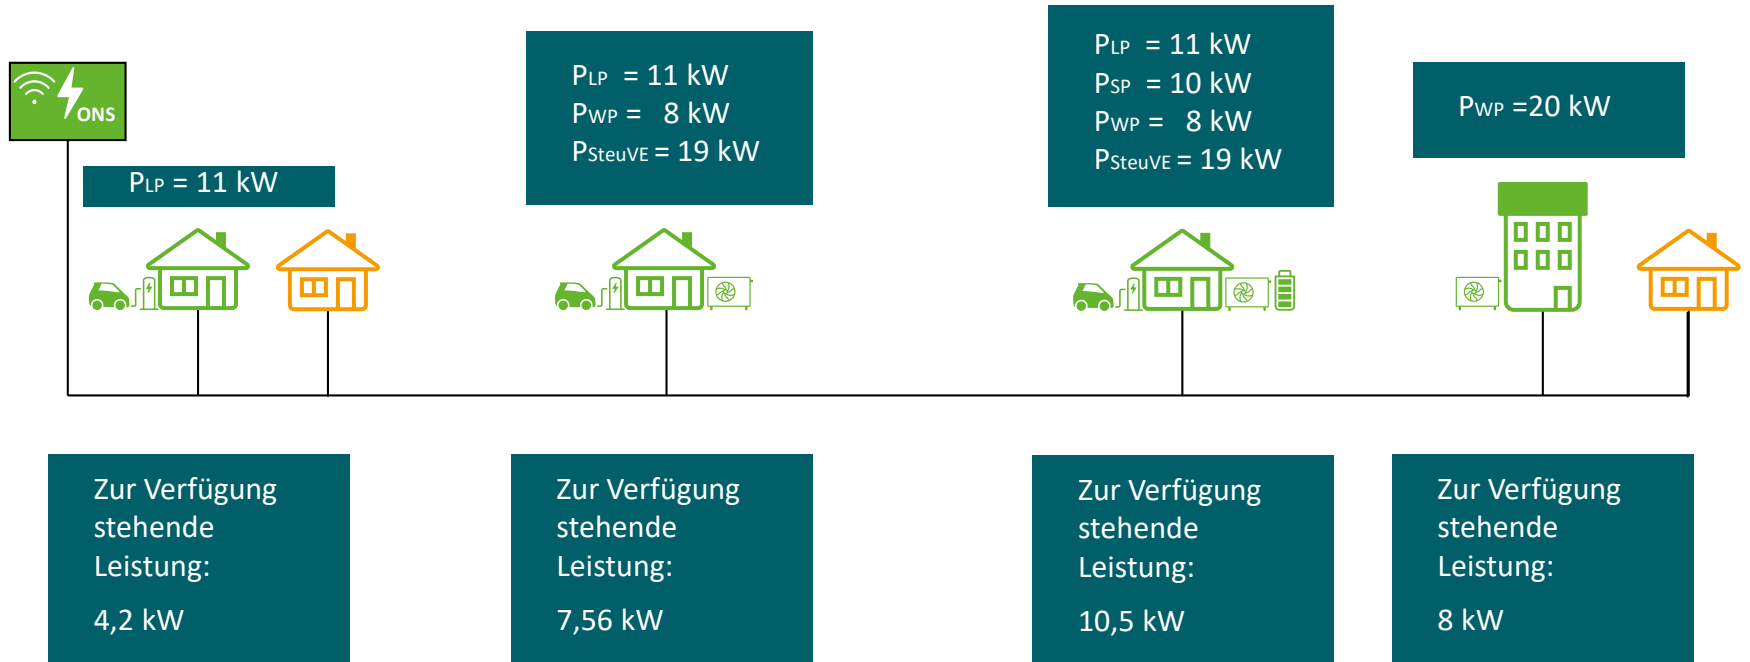 ONS
PLP = 11 kW
PLP = 11 kW
PWP = 8 kW
PSteuVE = 19 kW
PLP = 11 kW
PSP = 10 kW
PWP = 8 kW
PSteuVE = 19 kW
PWP =20 kW
Zur Verfügung
stehende
Leistung:
4,2 kW
Zur Verfügung
stehende
Leistung:
7,56 kW
Zur Verfügung
stehende
Leistung:
10,5 kW
Zur Verfügung
stehende
Leistung:
8 kW